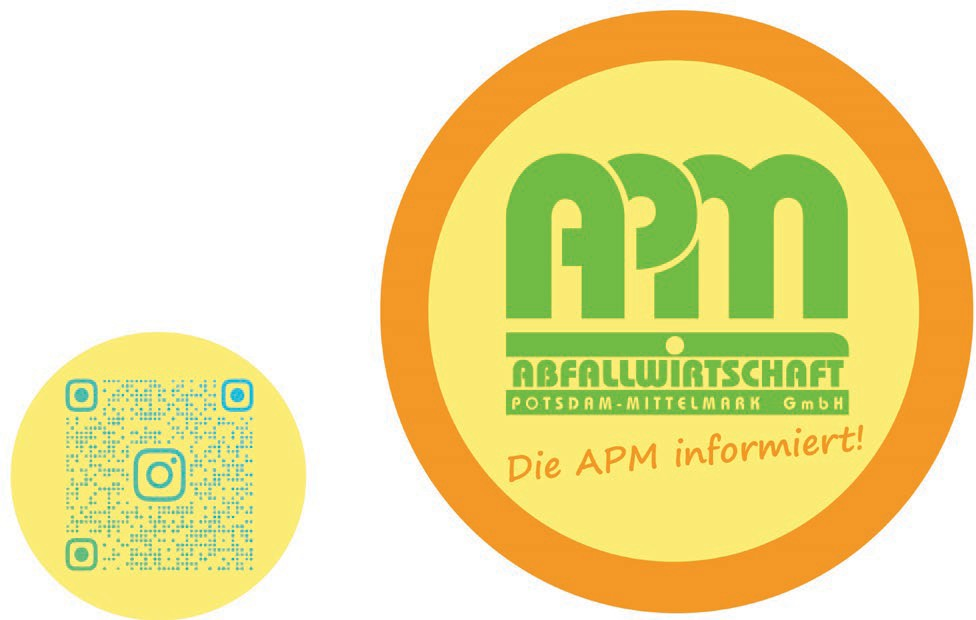 APM
ABFALLWIRTSCHAFT
POTSDAM-MITTELMARK GmbH
Die APM informiert!